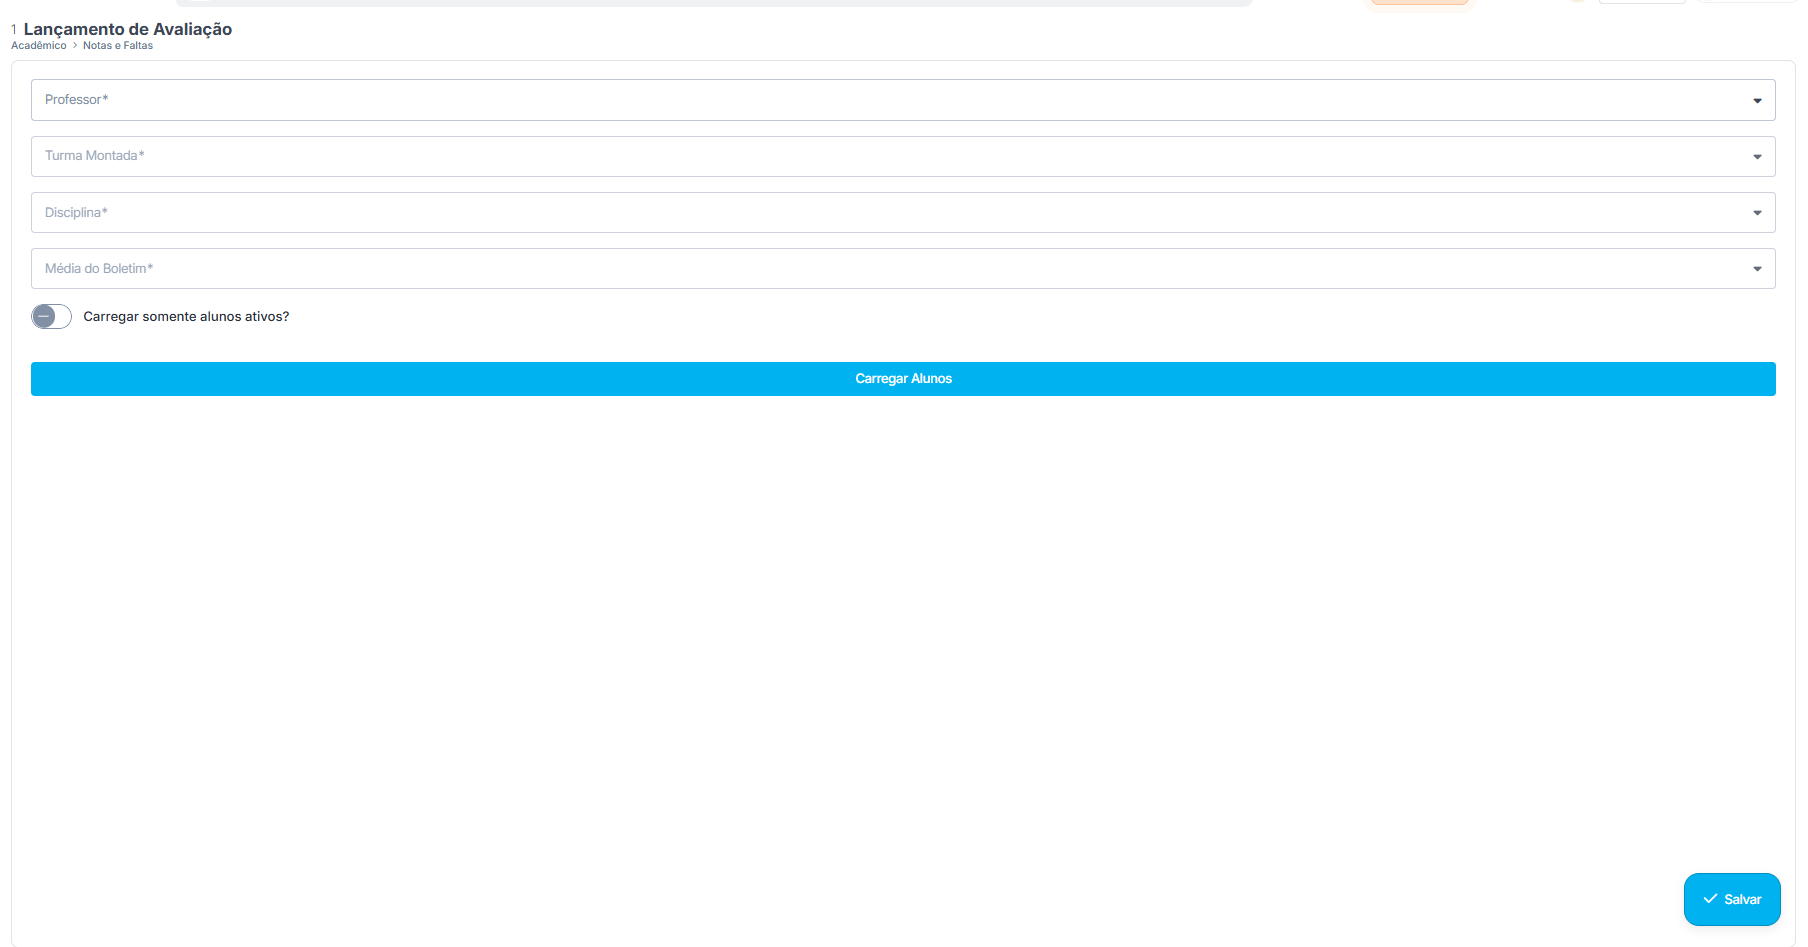 1 Lançamento de Avaliação
Acadêmico > Notas e Faltas
Professor*
Turma Montada*
Disciplina*
Média do Boletim*
Carregar somente alunos ativos?
Carregar Alunos
Salvar